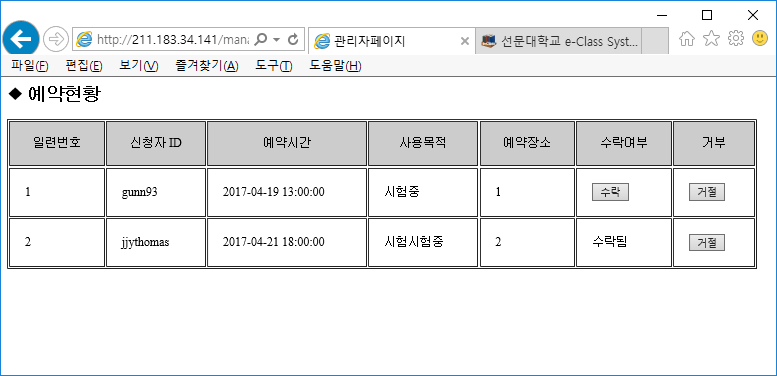 http://211.183.34.141/mana
관리자페이지
선문대학교 e-Class Syst...
파일(F) 편집(E) 보기(V) 즐겨찾기(A) 도구(T) 도움말(H)
◆ 예약현황
일련번호 신청자 ID 예약시간 사용목적 예약장소 수락여부 거부
1 gunn93 2017-04-19 13:00:00 시험중 1 수락 거절
2 jjythomas 2017-04-21 18:00:00 시험시험중 2 수락됨 거절